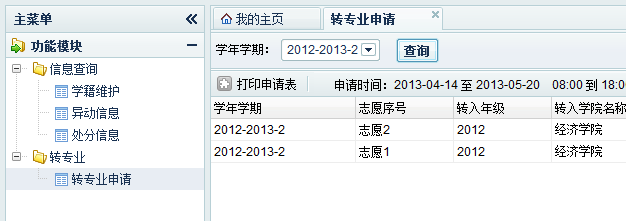 主菜单
功能模块
信息查询
学籍维护
异动信息
处分信息
转专业
转专业申请
我的主页 转专业申请
学年学期： 2012-2013-2 查询
打印申请表 申请时间：2013-04-14 至 2013-05-20 08:00 到 18:00
学年学期 志愿序号 转入年级 转入学院名称
2012-2013-2 志愿2 2012 经济学院
2012-2013-2 志愿1 2012 经济学院